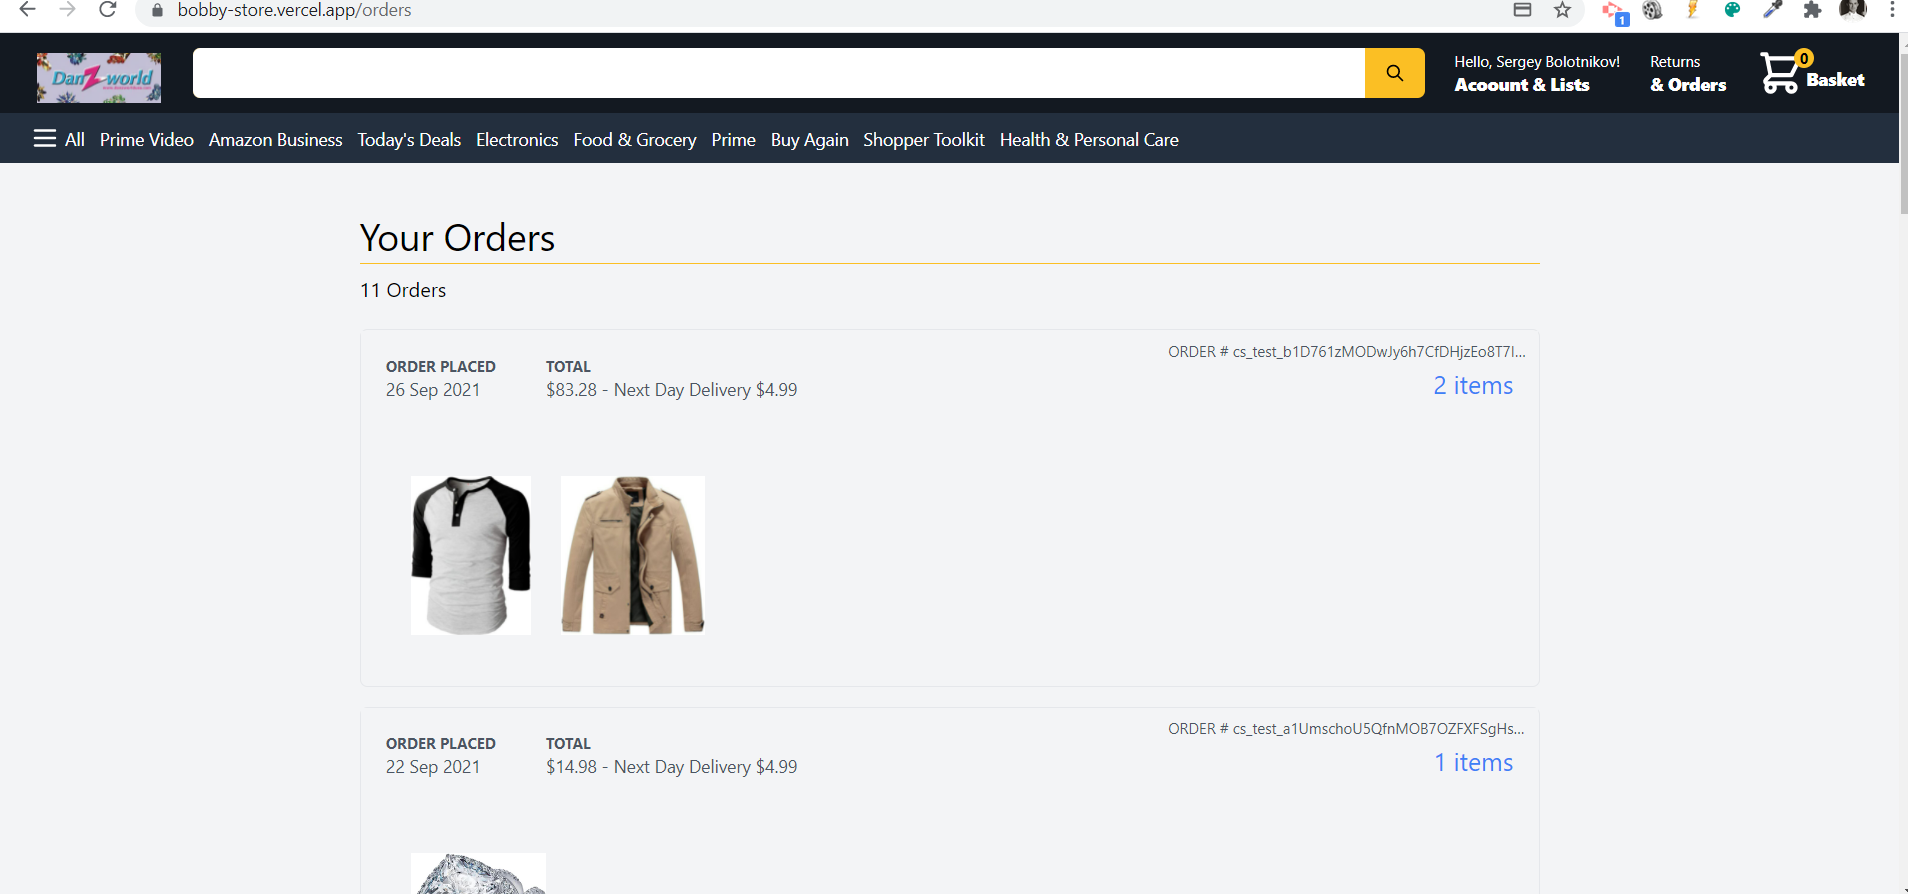 bobby-store.vercel.app/orders
1
DanZ-world
Hello, Sergey Bolotnikov!
Acoount & Lists
Returns
& Orders
0
Basket
All Prime Video Amazon Business Today's Deals Electronics Food & Grocery Prime Buy Again Shopper Toolkit Health & Personal Care
Your Orders
11 Orders
ORDER # cs_test_b1D761zMODwJy6h7CfDHjzEo8T7I...
ORDER PLACED TOTAL
26 Sep 2021 $83.28 - Next Day Delivery $4.99
2 items
ORDER # cs_test_a1UmschoU5QfnMOB7OZFXFSgHs...
ORDER PLACED TOTAL
22 Sep 2021 $14.98 - Next Day Delivery $4.99
1 items